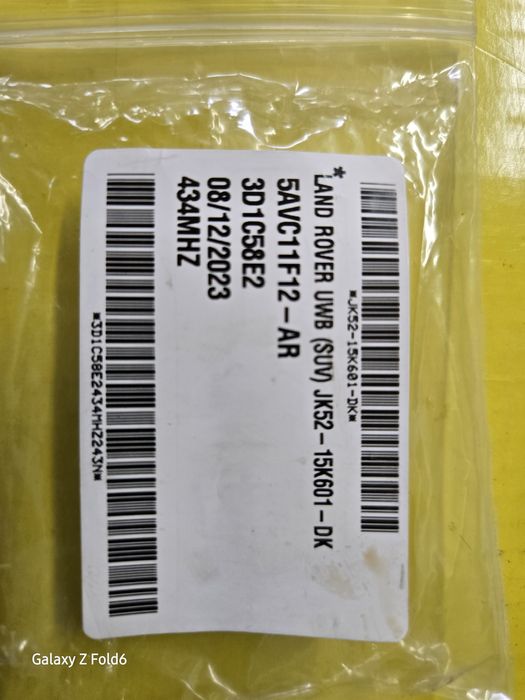 *JK52-15K601-DK*
*
LAND ROVER UWB (SUV) JK52-15K601-DK
5AVC11F12-AR
3D1C58E2
08/12/2023
434MHZ
*3D1C58E2434MHZ243N*
Galaxy Z Fold6